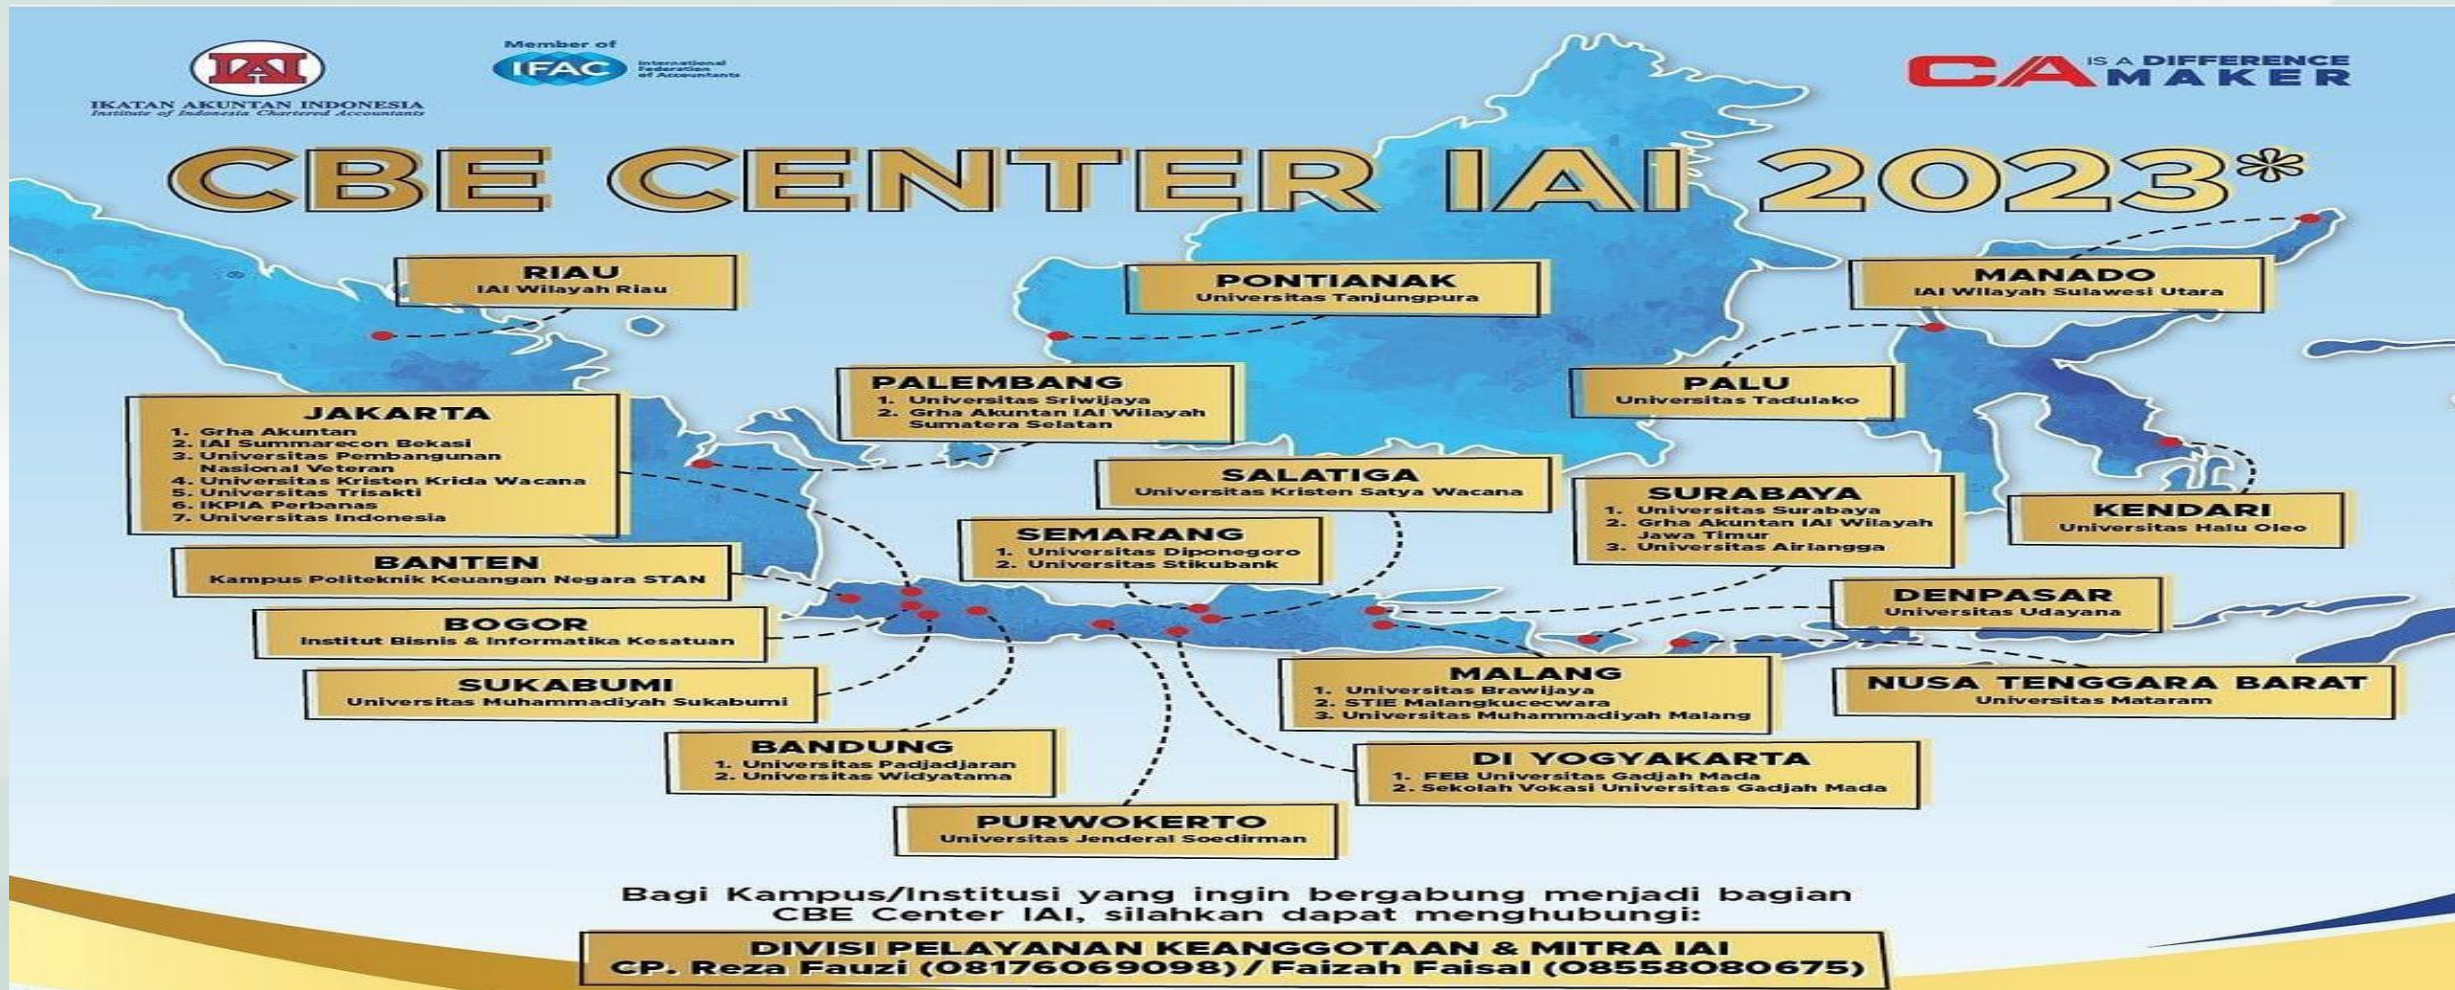 IAI
IKATAN AKUNTAN INDONESIA
Institute of Indonesia Chartered Accountants
Member of
IFAC
International
Federation
of Accountants
CA IS A DIFFERENCE
MAKER
CBE CENTER IAI 2023*
RIAU
IAI Wilayah Riau
PONTIANAK
Universitas Tanjungpura
MANADO
IAI Wilayah Sulawesi Utara
PALEMBANG
1. Universitas Sriwijaya
2. Grha Akuntan IAI Wilayah
Sumatera Selatan
PALU
Universitas Tadulako
JAKARTA
1. Grha Akuntan
2. IAI Summarecon Bekasi
3. Universitas Pembangunan
Nasional Veteran
4. Universitas Kristen Krida Wacana
5. Universitas Trisakti
6. IKPIA Perbanas
7. Universitas Indonesia
SALATIGA
Universitas Kristen Satya Wacana
SURABAYA
1. Universitas Surabaya
2. Grha Akuntan IAI Wilayah
Jawa Timur
3. Universitas Airlangga
KENDARI
Universitas Halu Oleo
SEMARANG
1. Universitas Diponegoro
2. Universitas Stikubank
BANTEN
Kampus Politeknik Keuangan Negara STAN
DENPASAR
Universitas Udayana
BOGOR
Institut Bisnis & Informatika Kesatuan
SUKABUMI
Universitas Muhammadiyah Sukabumi
MALANG
1. Universitas Brawijaya
2. STIE Malangkucecwara
3. Universitas Muhammadiyah Malang
NUSA TENGGARA BARAT
Universitas Mataram
BANDUNG
1. Universitas Padjadjaran
2. Universitas Widyatama
DI YOGYAKARTA
1. FEB Universitas Gadjah Mada
2. Sekolah Vokasi Universitas Gadjah Mada
PURWOKERTO
Universitas Jenderal Soedirman
Bagi Kampus/Institusi yang ingin bergabung menjadi bagian
CBE Center IAI, silahkan dapat menghubungi:
DIVISI PELAYANAN KEANGGOTAAN & MITRA IAI
CP. Reza Fauzi (08176069098) / Faizah Faisal (08558080675)